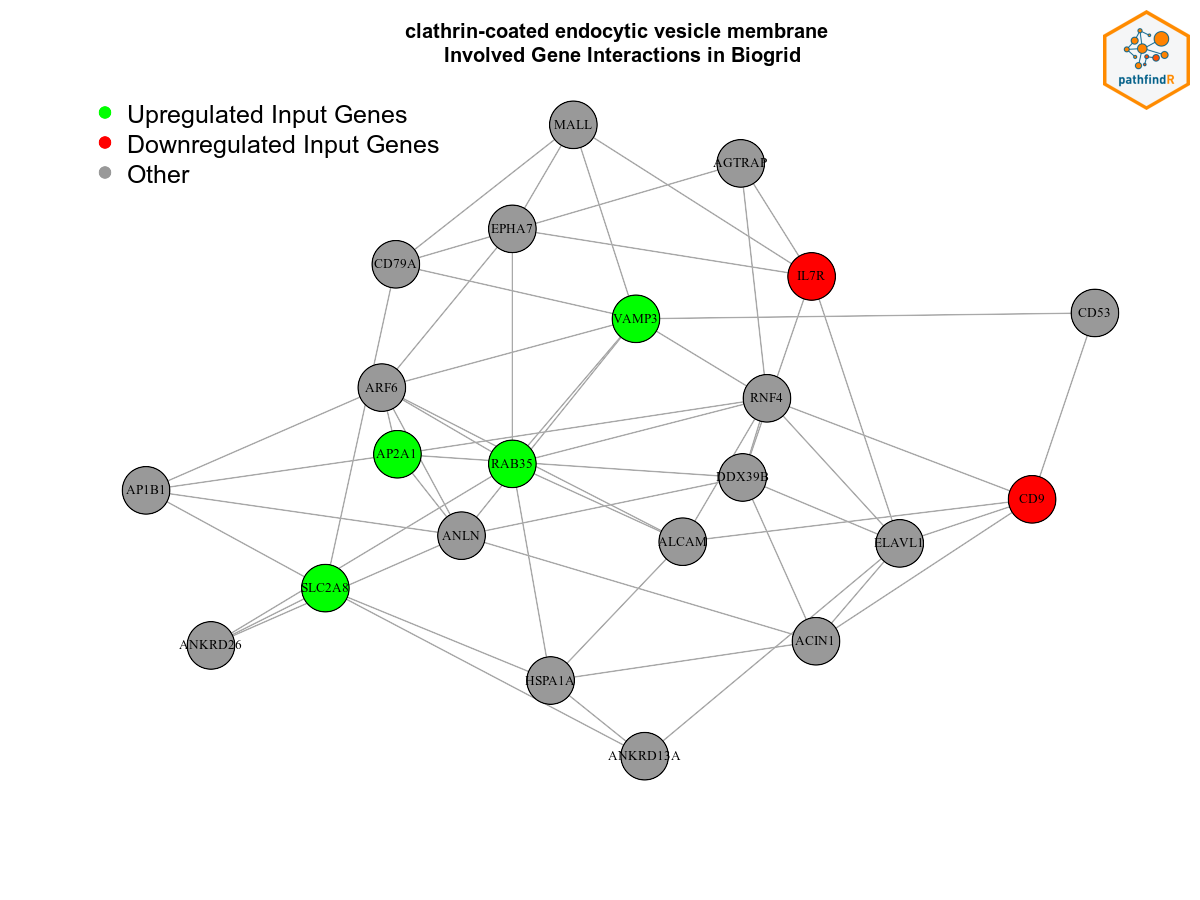 clathrin-coated endocytic vesicle membrane
Involved Gene Interactions in Biogrid
pathfindR
Upregulated Input Genes
Downregulated Input Genes
Other
MALL
AGTRAP
EPHA7
CD79A
IL7R
VAMP3
CD53
ARF6
RNF4
AP2A1
RAB35
DDX39B
AP1B1
CD9
ANLN
ALCAM
ELAVL1
SLC2A8
ANKRD26
ACIN1
HSPA1A
ANKRD13A